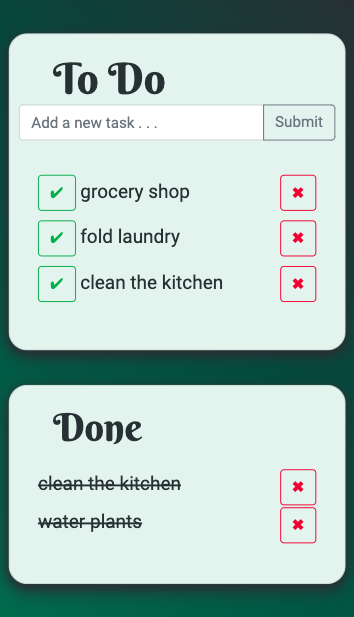 To Do
Add a new task . . . Submit
✔ grocery shop ✖
✔ fold laundry ✖
✔ clean the kitchen ✖
Done
clean the kitchen ✖
water plants ✖